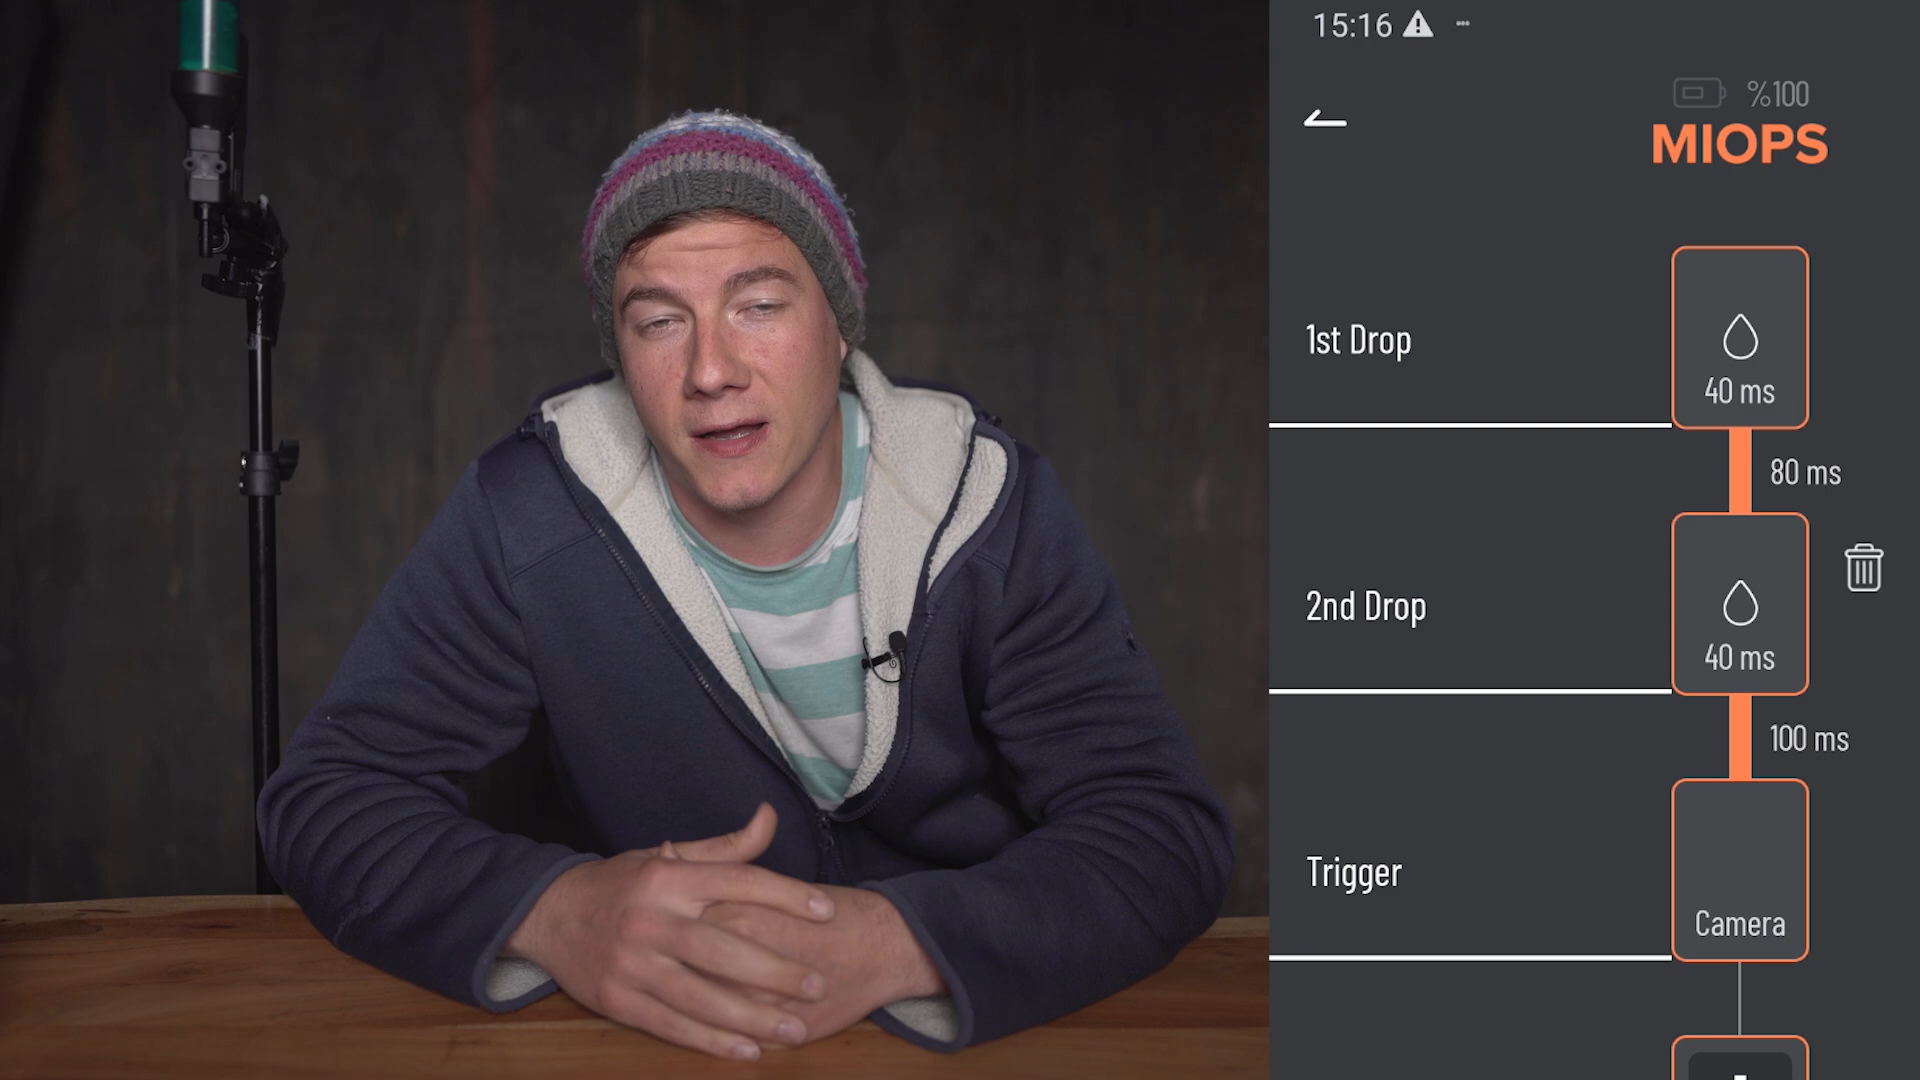 15:16
%100
MIOPS
1st Drop
40 ms
80 ms
2nd Drop
40 ms
100 ms
Trigger
Camera